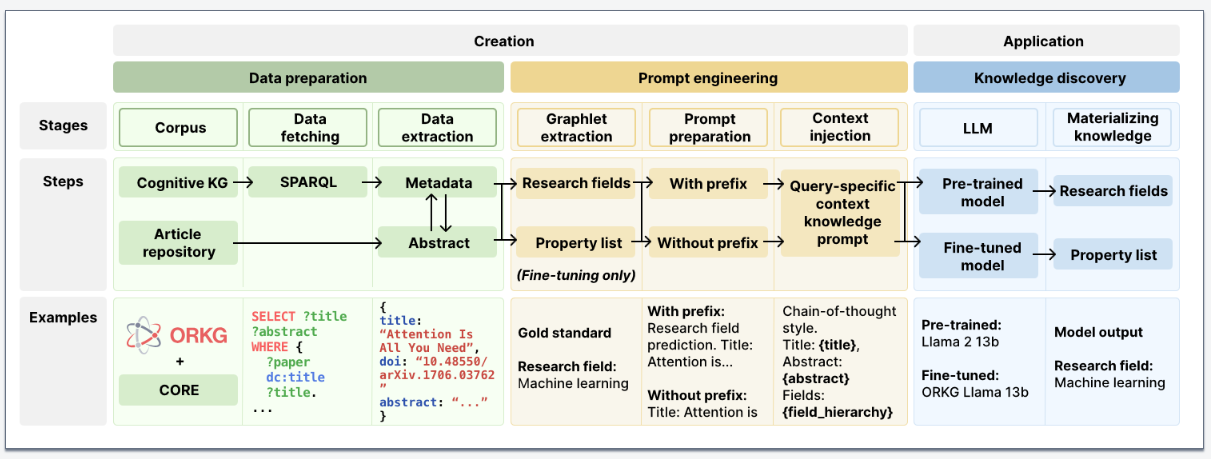 Creation
Application
Data preparation
Prompt engineering
Knowledge discovery
Stages
Corpus
Data
fetching
Data
extraction
Graphlet
extraction
Prompt
preparation
Context
injection
LLM
Materializing
knowledge
Steps
Cognitive KG
SPARQL
Metadata
Article
repository
Abstract
Research fields
Property list
(Fine-tuning only)
With prefix
Without prefix
Query-specific
context
knowledge
prompt
Pre-trained
model
Fine-tuned
model
Research fields
Property list
Examples
ORKG
+
CORE
SELECT ?title
?abstract
WHERE {
?paper
dc:title
?title.
...
{
title:
“Attention Is
All You Need”,
doi: “10.48550/
arXiv.1706.03762
”
abstract: “...”
}
Gold standard
Research field:
Machine learning
With prefix:
Research field
prediction. Title:
Attention is...
Without prefix:
Title: Attention is
Chain-of-thought
style.
Title: {title},
Abstract:
{abstract}
Fields:
{field_hierarchy}
Pre-trained:
Llama 2 13b
Fine-tuned:
ORKG Llama 13b
Model output
Research field:
Machine learning